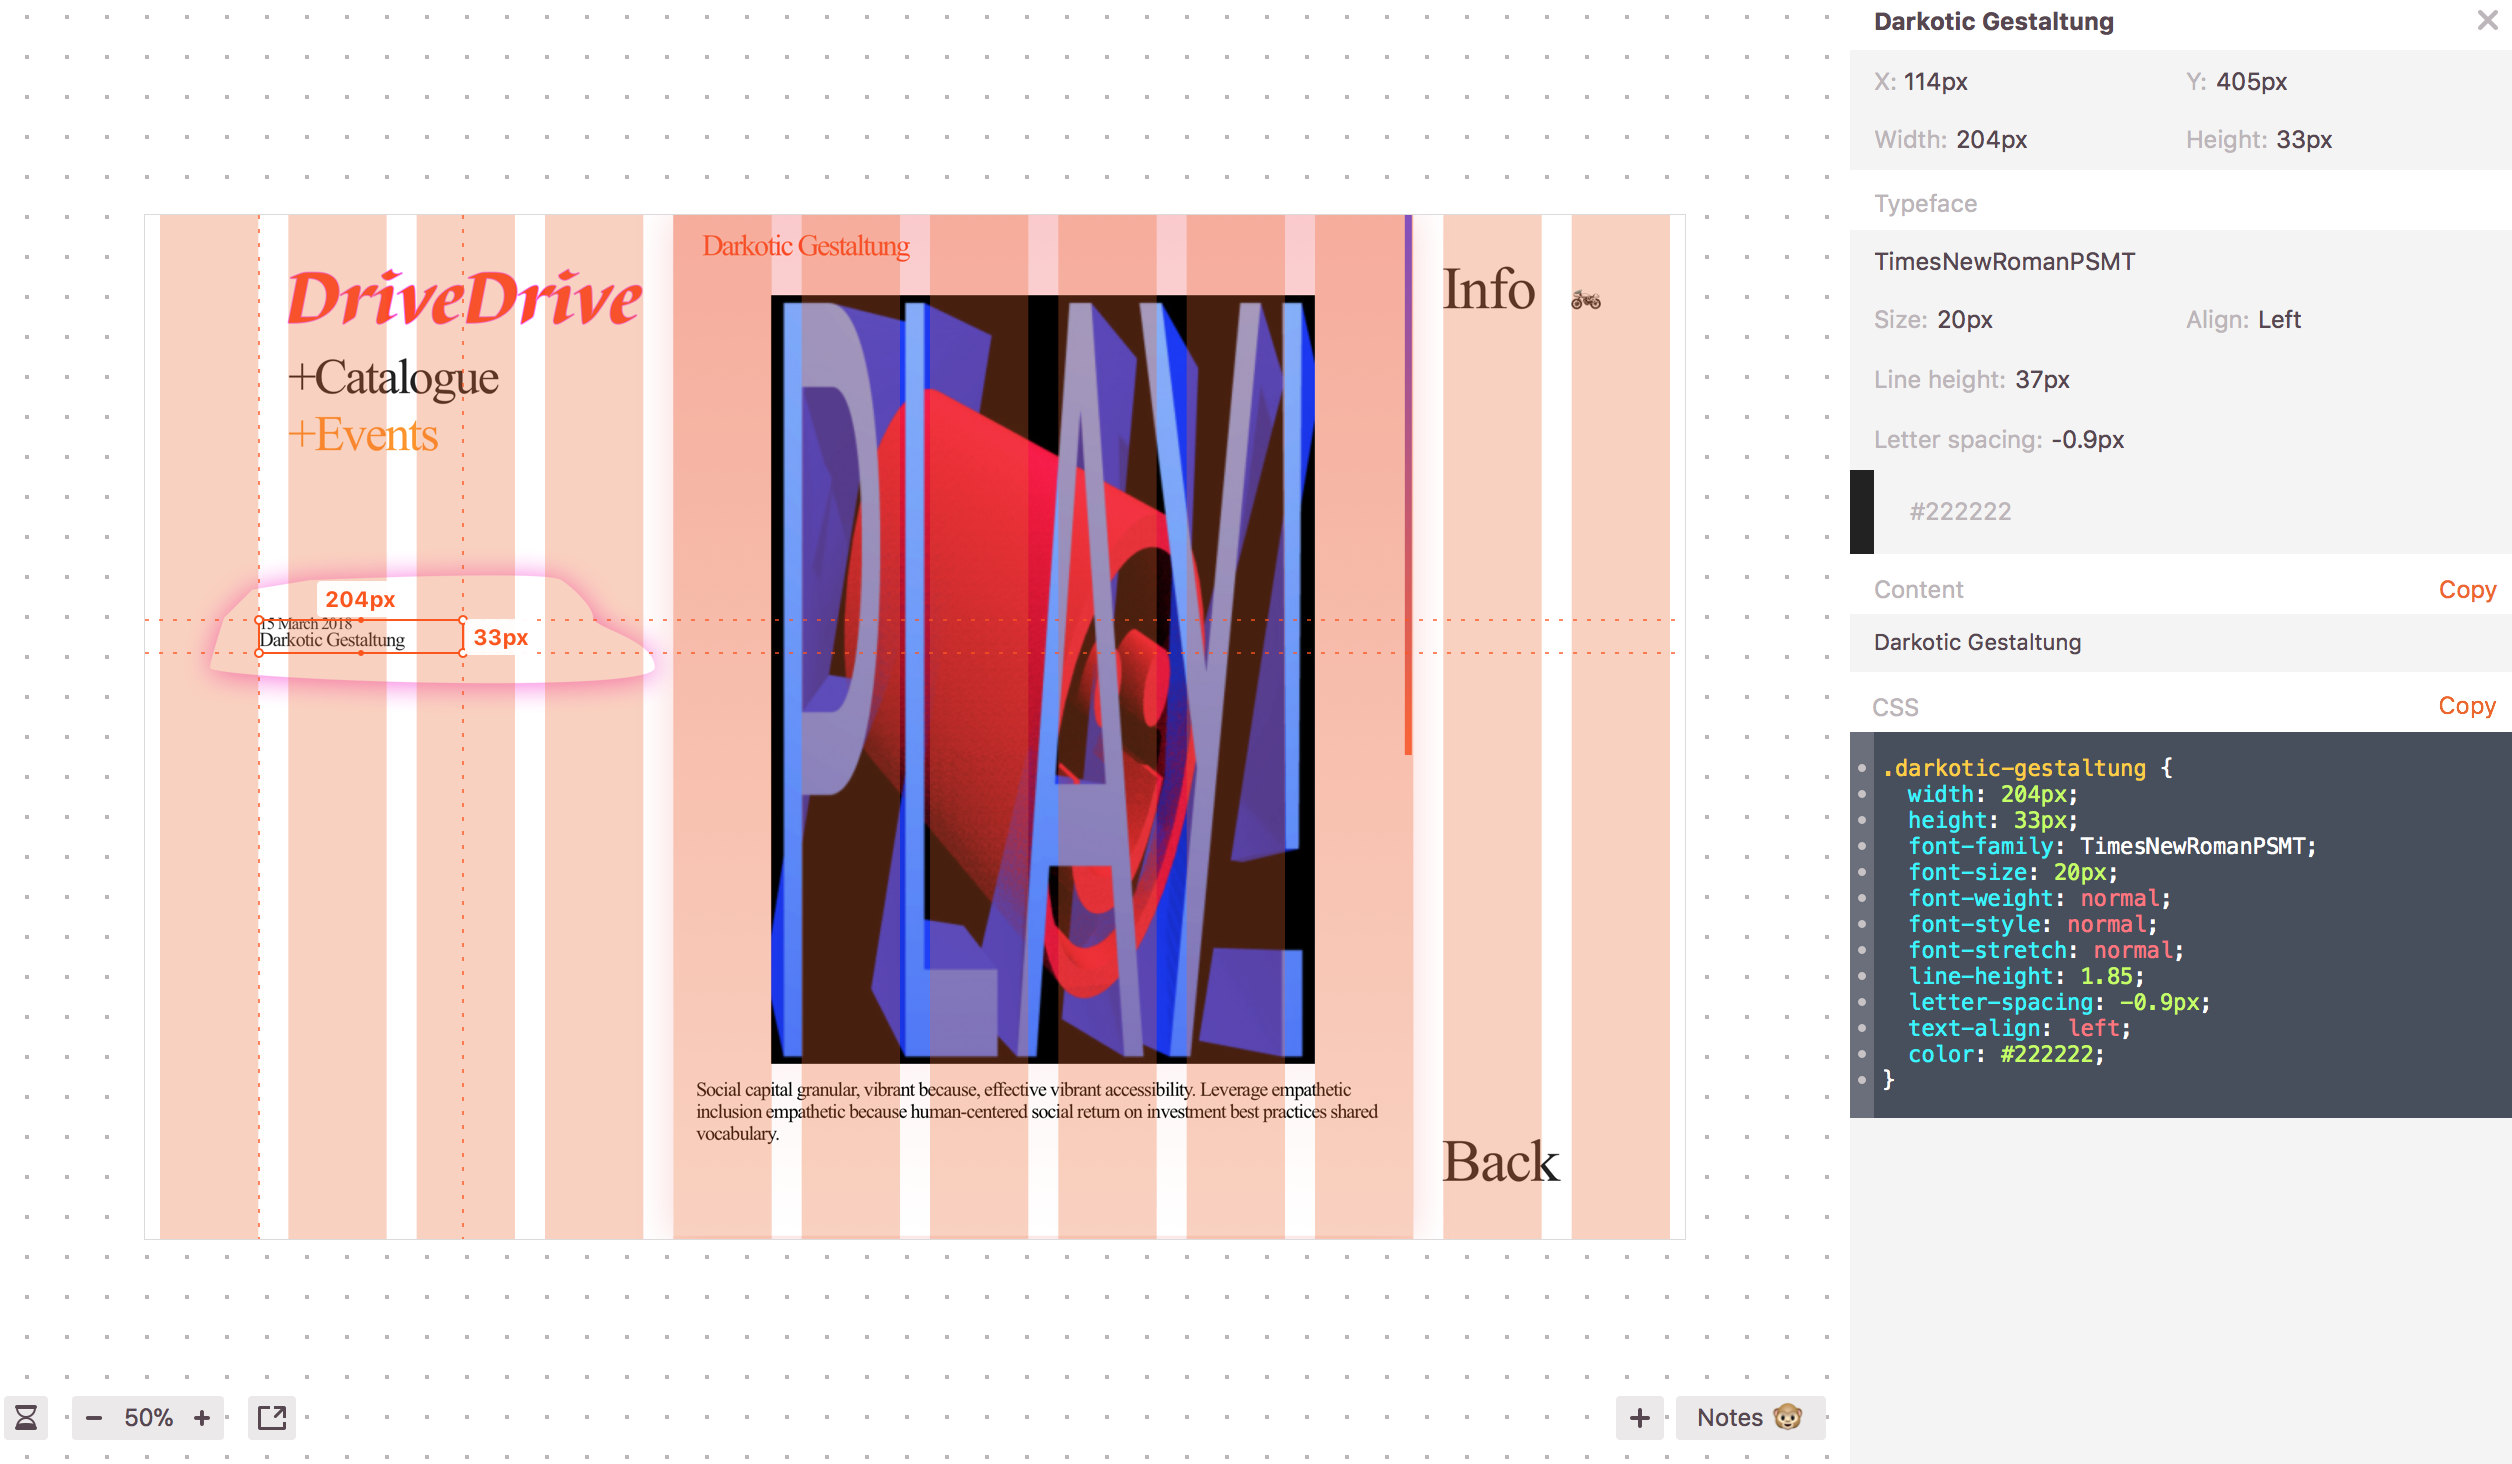 Darkotic Gestaltung
DriveDrive
+Catalogue
+Events
204px
15 March 2018
Darkotic Gestaltung
33px
PLAY!
Social capital granular, vibrant because, effective vibrant accessibility. Leverage empathetic
inclusion empathetic because human-centered social return on investment best practices shared
vocabulary.
Info
Back
50%
Notes
Darkotic Gestaltung
X: 114px
Y: 405px
Width: 204px
Height: 33px
Typeface
TimesNewRomanPSMT
Size: 20px
Align: Left
Line height: 37px
Letter spacing: -0.9px
#222222
Content
Copy
Darkotic Gestaltung
CSS
Copy
.darkotic-gestaltung {
width: 204px;
height: 33px;
font-family: TimesNewRomanPSMT;
font-size: 20px;
font-weight: normal;
font-style: normal;
font-stretch: normal;
line-height: 1.85;
letter-spacing: -0.9px;
text-align: left;
color: #222222;
}